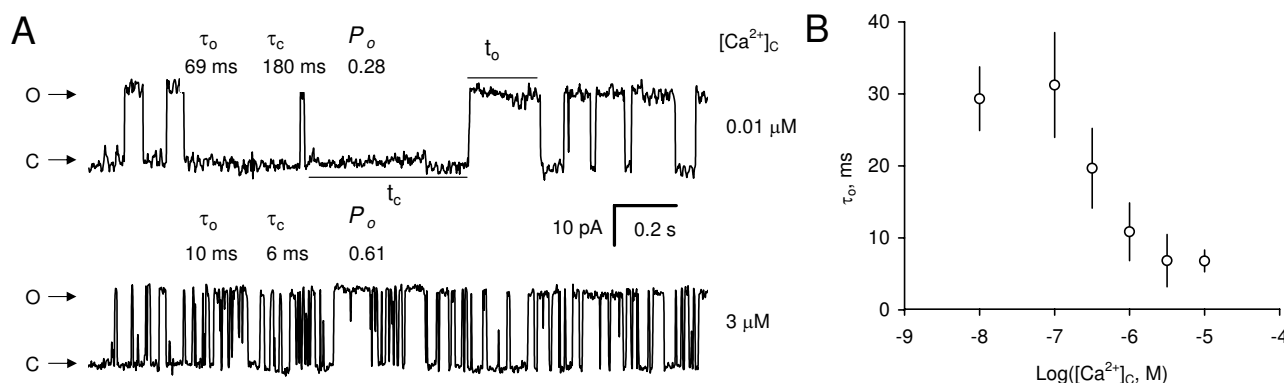 A
τo τc Po
69 ms 180 ms 0.28
to
[Ca2+]C
O
C
0.01 μM
tc
τo τc Po
10 ms 6 ms 0.61
10 pA 0.2 s
O
C
3 μM
B
40
30
20
10
0
τo, ms
-9 -8 -7 -6 -5 -4
Log([Ca2+]C, M)